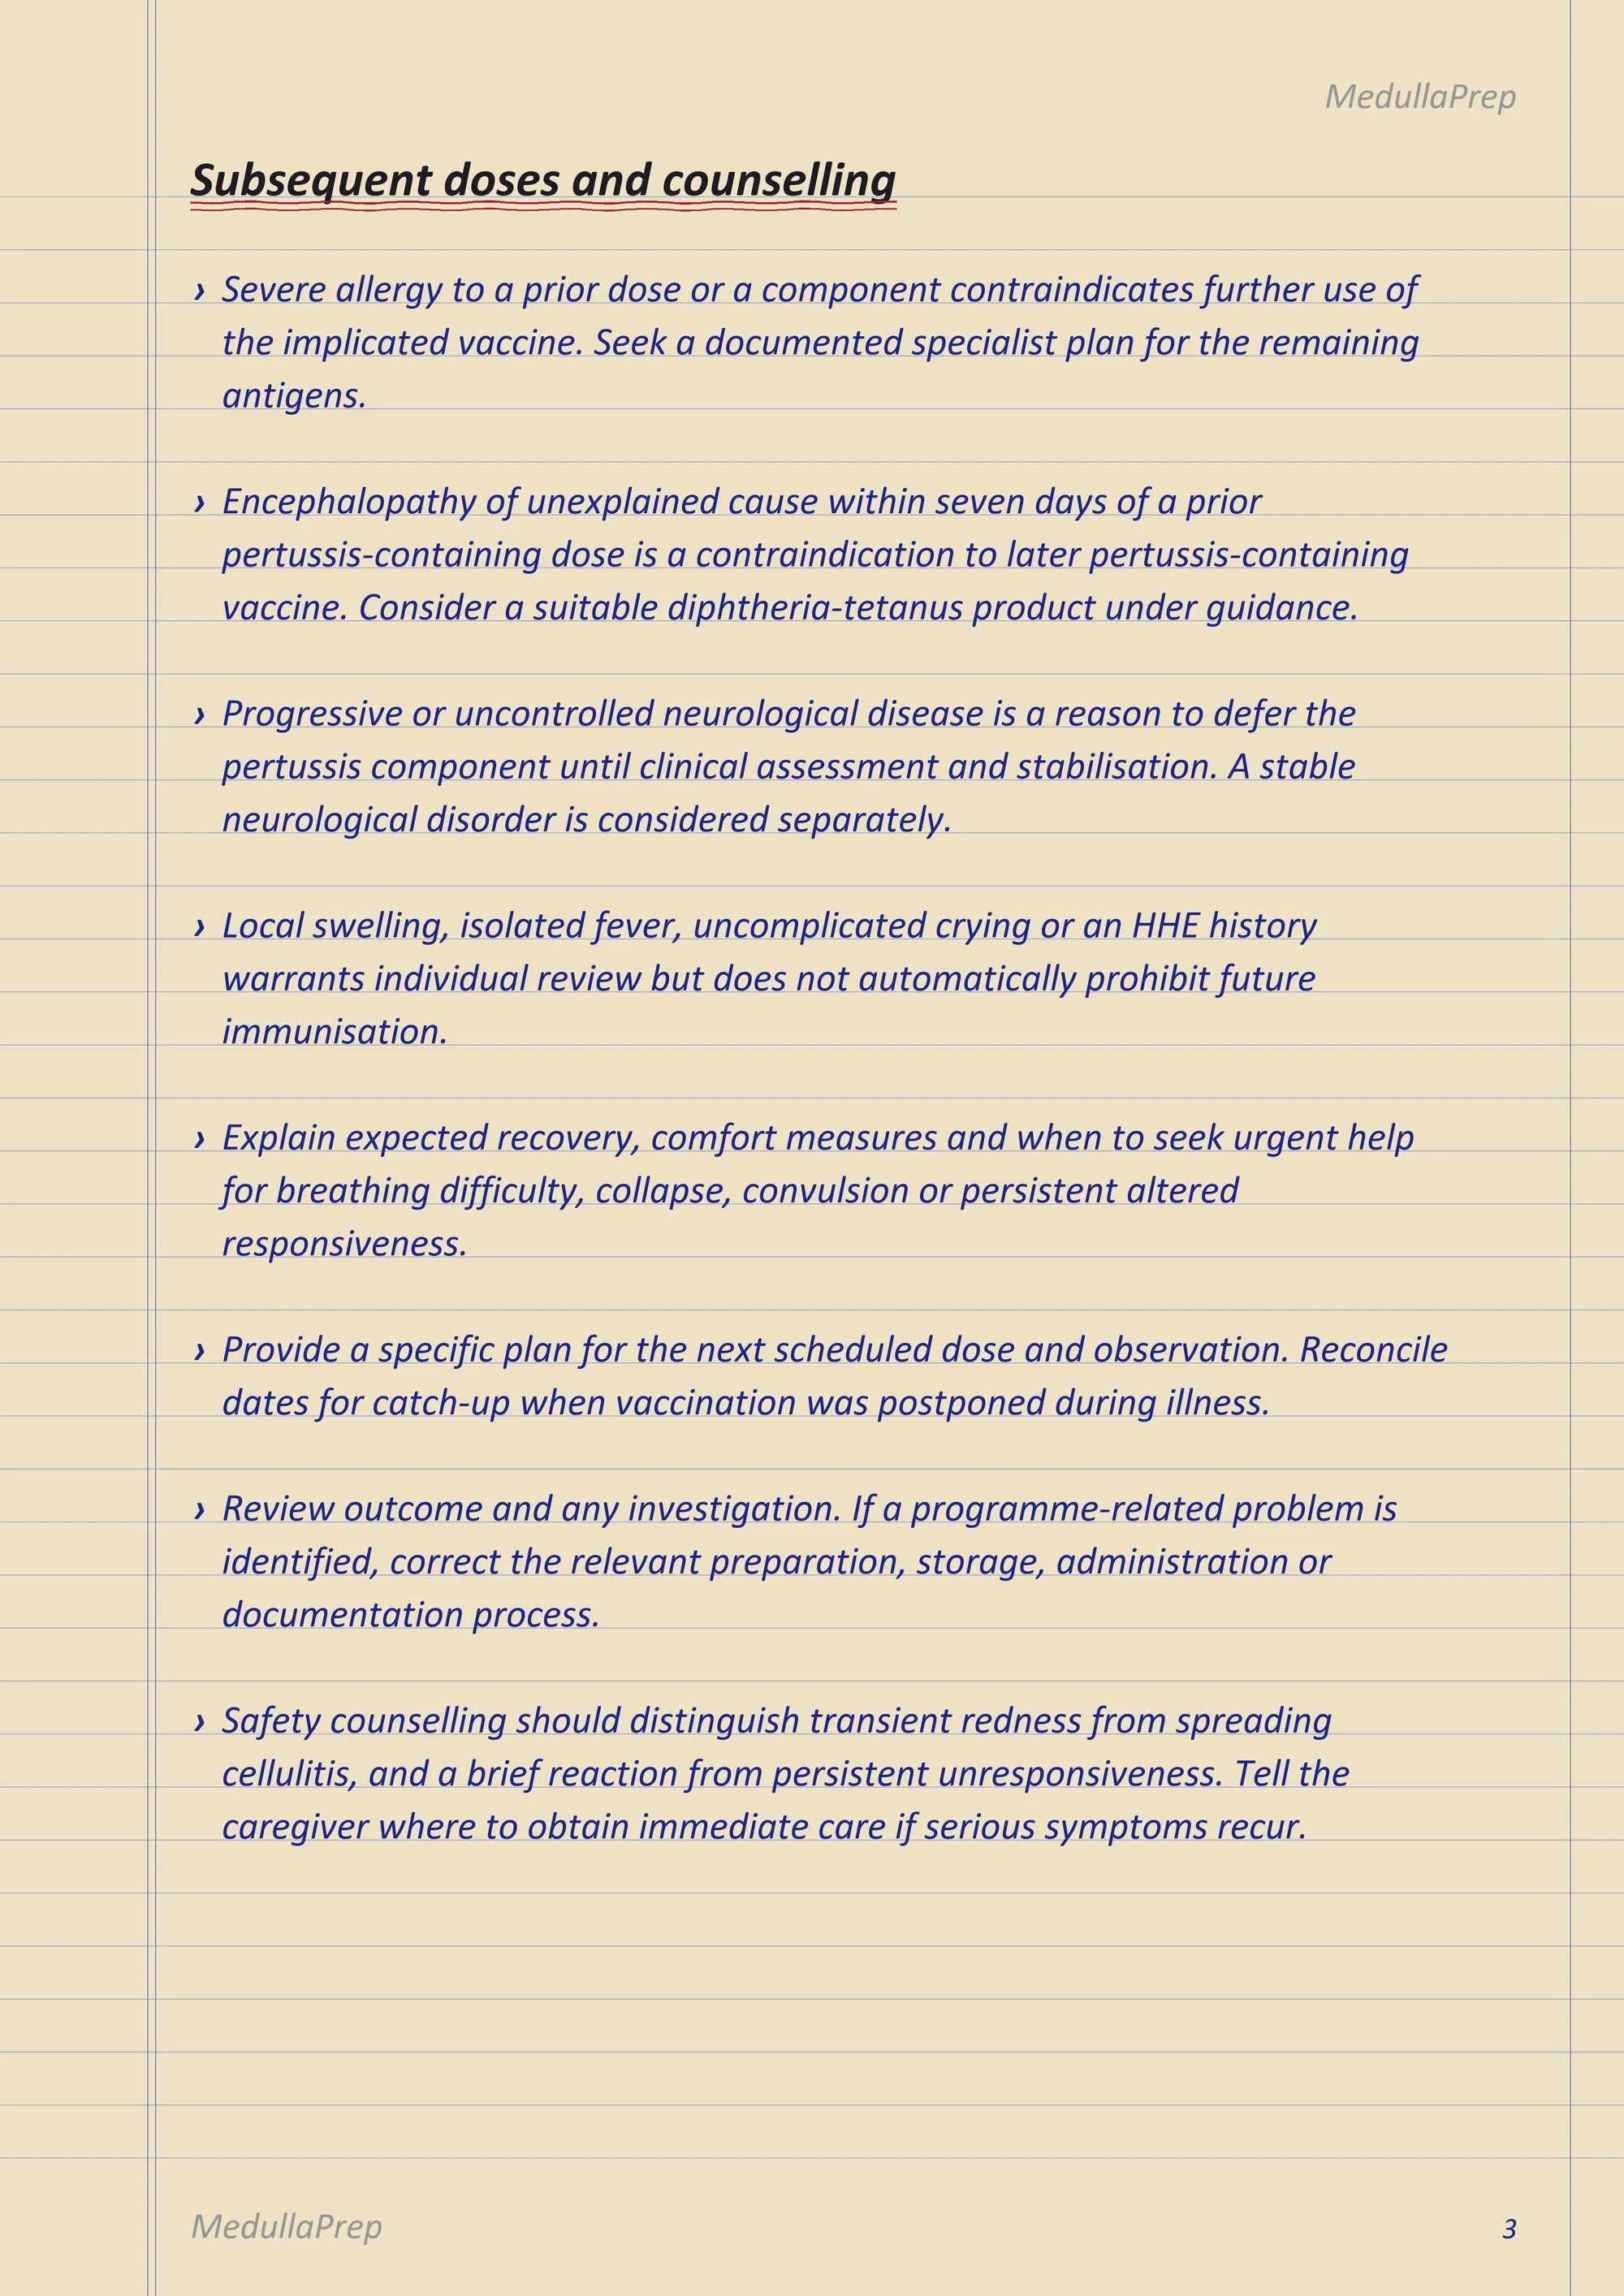 MedullaPrep
Subsequent doses and counselling
› Severe allergy to a prior dose or a component contraindicates further use of
the implicated vaccine. Seek a documented specialist plan for the remaining
antigens.
› Encephalopathy of unexplained cause within seven days of a prior
pertussis-containing dose is a contraindication to later pertussis-containing
vaccine. Consider a suitable diphtheria-tetanus product under guidance.
› Progressive or uncontrolled neurological disease is a reason to defer the
pertussis component until clinical assessment and stabilisation. A stable
neurological disorder is considered separately.
› Local swelling, isolated fever, uncomplicated crying or an HHE history
warrants individual review but does not automatically prohibit future
immunisation.
› Explain expected recovery, comfort measures and when to seek urgent help
for breathing difficulty, collapse, convulsion or persistent altered
responsiveness.
› Provide a specific plan for the next scheduled dose and observation. Reconcile
dates for catch-up when vaccination was postponed during illness.
› Review outcome and any investigation. If a programme-related problem is
identified, correct the relevant preparation, storage, administration or
documentation process.
› Safety counselling should distinguish transient redness from spreading
cellulitis, and a brief reaction from persistent unresponsiveness. Tell the
caregiver where to obtain immediate care if serious symptoms recur.
MedullaPrep
3